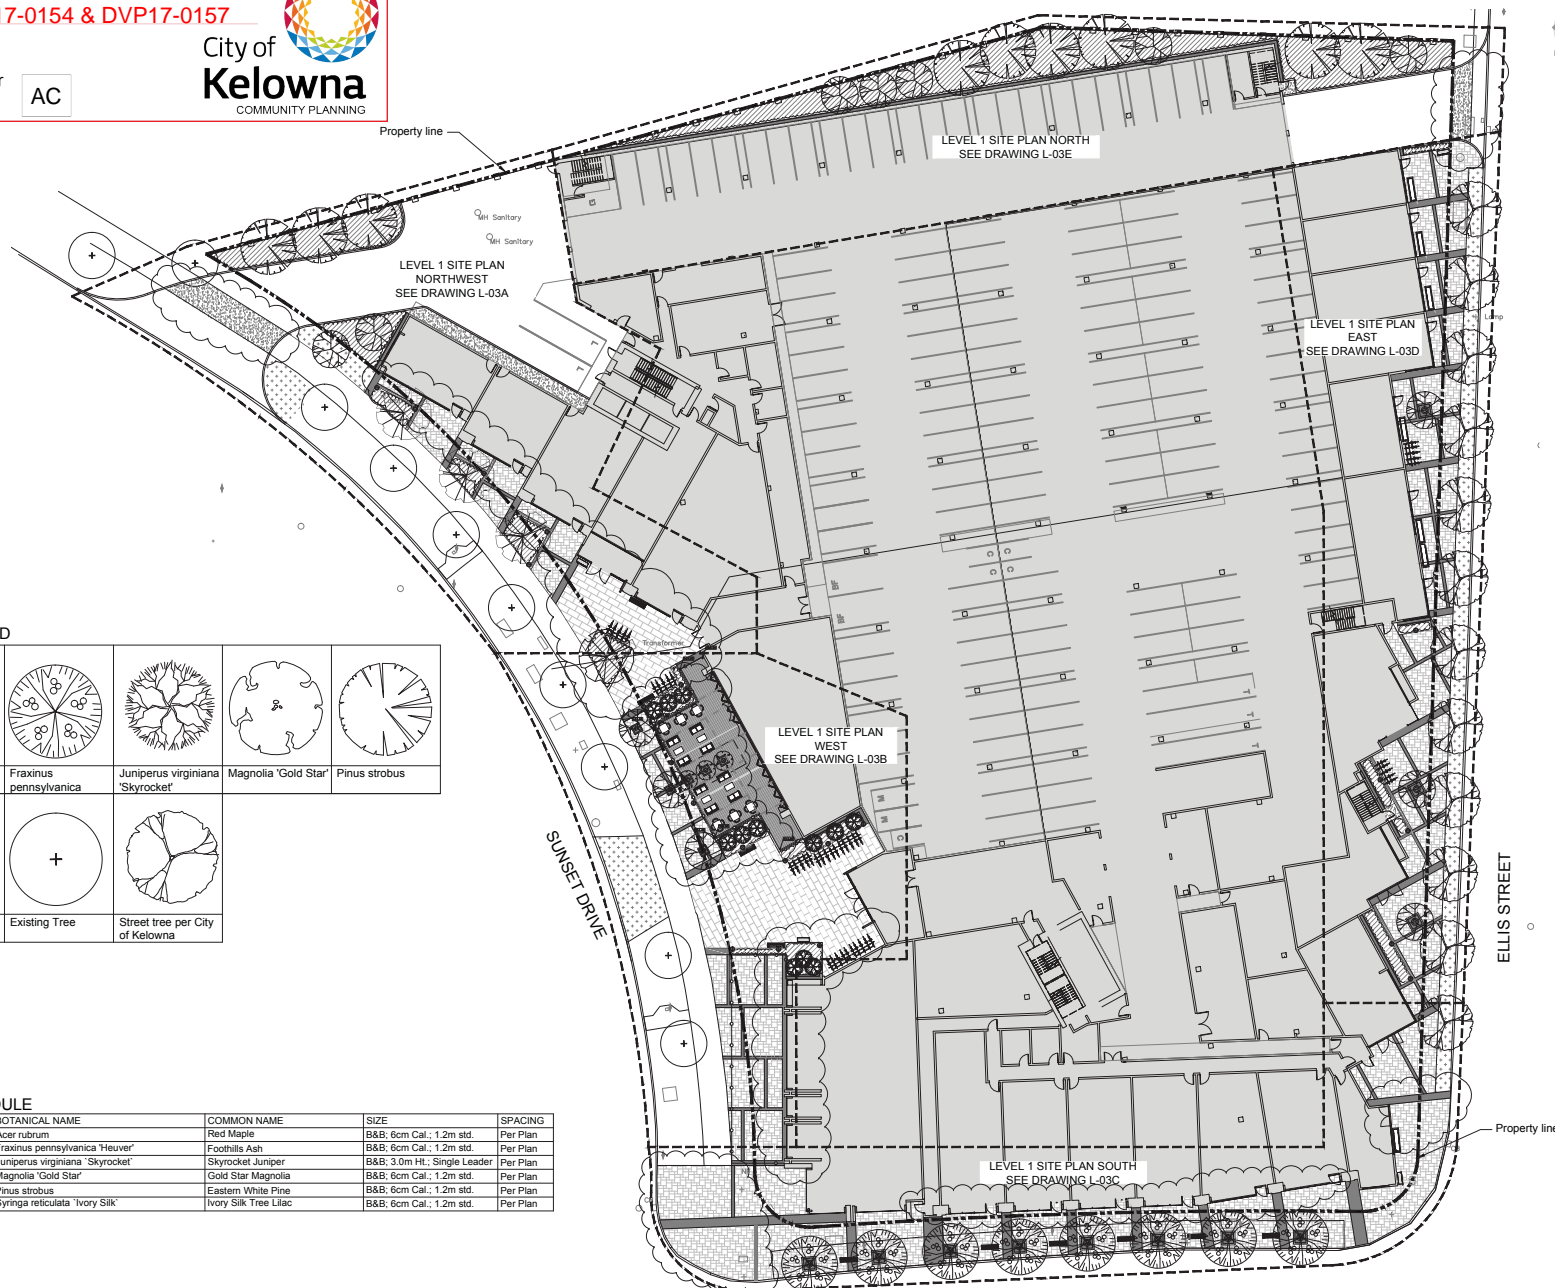 17-0154 & DVP17-0157
City of
Kelowna
COMMUNITY PLANNING
AC
Property line
LEVEL 1 SITE PLAN NORTH
SEE DRAWING L-03E
MH Sanitary
MH Sanitary
LEVEL 1 SITE PLAN
NORTHWEST
SEE DRAWING L-03A
LEVEL 1 SITE PLAN
EAST
SEE DRAWING L-03D
Lamp
Transformer
LEVEL 1 SITE PLAN
WEST
SEE DRAWING L-03B
D
Fraxinus
pennsylvanica
Juniperus virginiana
'Skyrocket'
Magnolia 'Gold Star'
Pinus strobus
Existing Tree
Street tree per City
of Kelowna
SUNSET DRIVE
ELLIS STREET
DULE
BOTANICAL NAME COMMON NAME SIZE SPACING
Acer rubrum Red Maple B&B; 6cm Cal.; 1.2m std. Per Plan
Fraxinus pennsylvanica 'Heuver' Foothills Ash B&B; 6cm Cal.; 1.2m std. Per Plan
Juniperus virginiana `Skyrocket` Skyrocket Juniper B&B; 3.0m Ht.; Single Leader Per Plan
Magnolia 'Gold Star' Gold Star Magnolia B&B; 6cm Cal.; 1.2m std. Per Plan
Pinus strobus Eastern White Pine B&B; 6cm Cal.; 1.2m std. Per Plan
Syringa reticulata `Ivory Silk` Ivory Silk Tree Lilac B&B; 6cm Cal.; 1.2m std. Per Plan
Property line
LEVEL 1 SITE PLAN SOUTH
SEE DRAWING L-03C